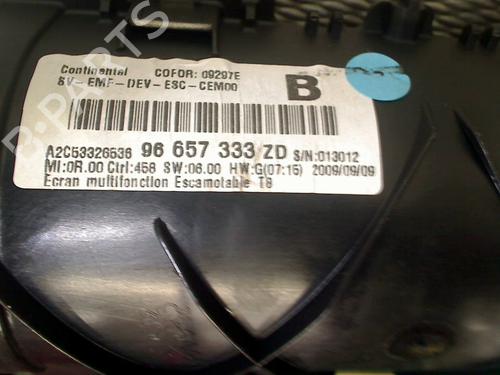 Continental COFOR: 09297E
SV-EMF-DEV-ESC-CEM00
B
A2C53326536 96 657 333 ZD S/N:013012
MI:0R.00 Ctrl:458 SW:06.00 HW:G(07:15) 2009/09/09
Ecran multifonction Escamotable T8
B-PARTS